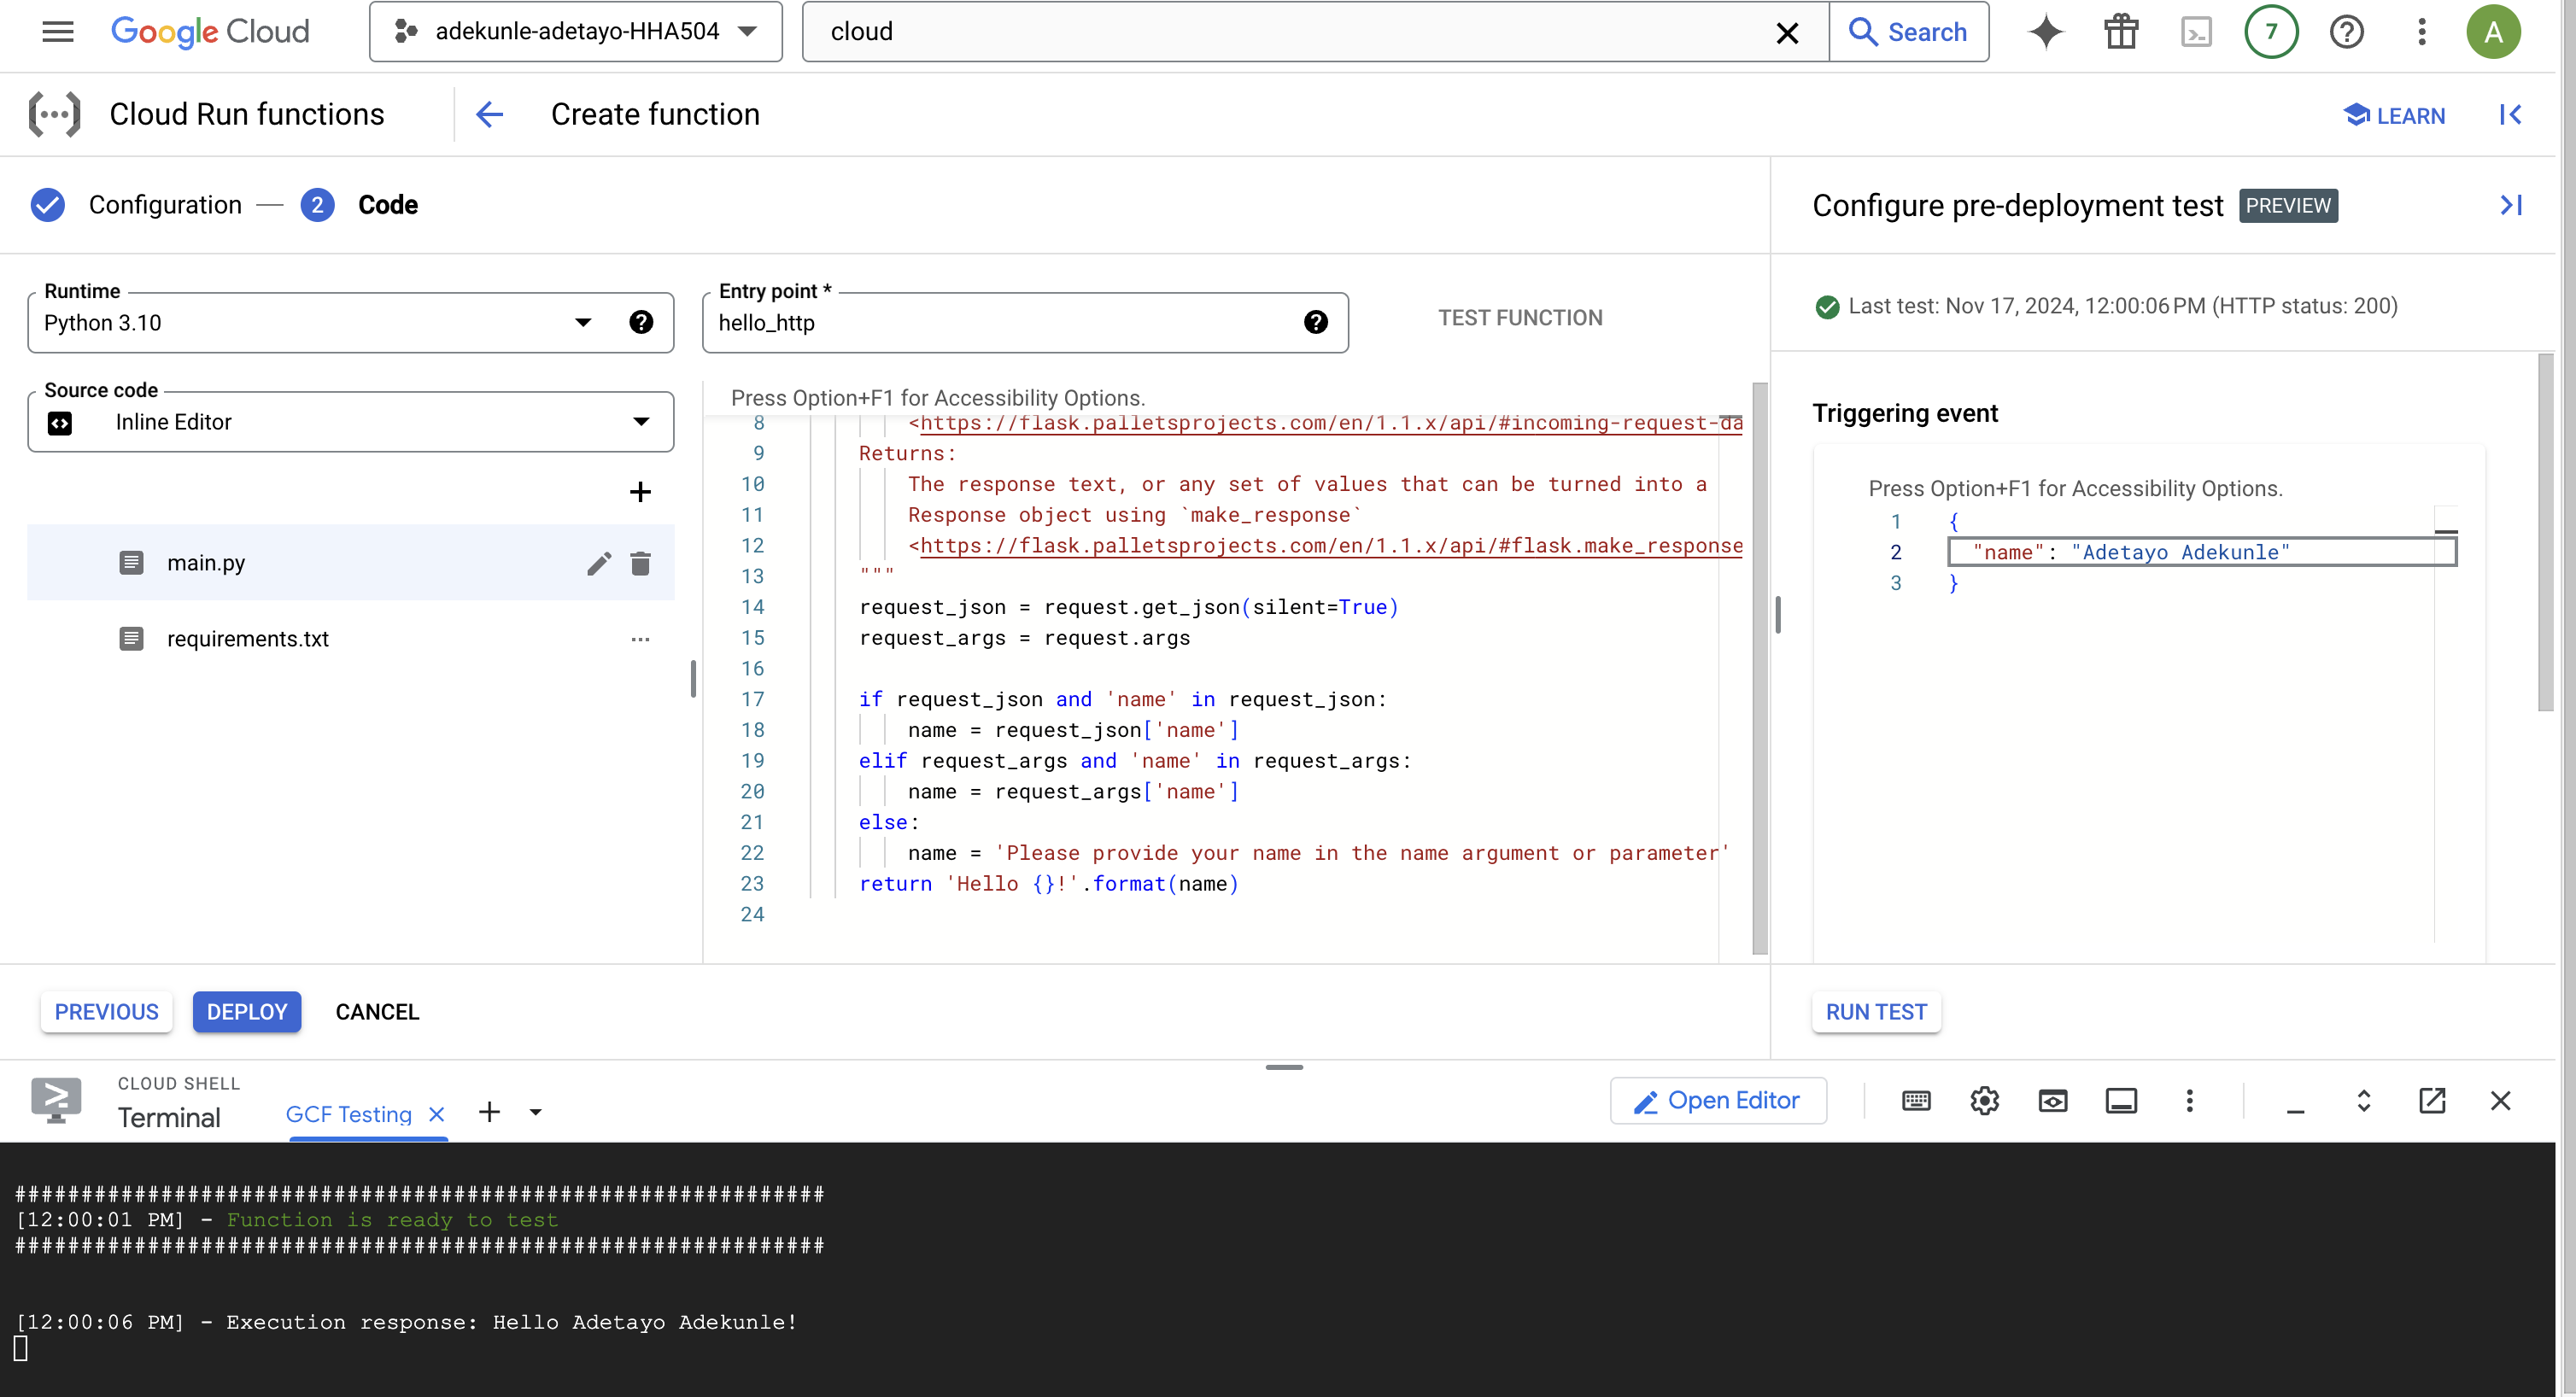 Google Cloud
adekunle-adetayo-HHA504
cloud
Search
7
A
Cloud Run functions
Create function
LEARN
Configuration
2
Code
Configure pre-deployment test
PREVIEW
Runtime
Python 3.10
Entry point *
hello_http
TEST FUNCTION
Last test: Nov 17, 2024, 12:00:06 PM (HTTP status: 200)
Source code
Inline Editor
main.py
requirements.txt
Press Option+F1 for Accessibility Options.
8 <https://flask.palletsprojects.com/en/1.1.x/api/#incoming-request-da
9 Returns:
10 The response text, or any set of values that can be turned into a
11 Response object using `make_response`
12 <https://flask.palletsprojects.com/en/1.1.x/api/#flask.make_response
13 """
14 request_json = request.get_json(silent=True)
15 request_args = request.args
16
17 if request_json and 'name' in request_json:
18 name = request_json['name']
19 elif request_args and 'name' in request_args:
20 name = request_args['name']
21 else:
22 name = 'Please provide your name in the name argument or parameter'
23 return 'Hello {}!'.format(name)
24
Triggering event
Press Option+F1 for Accessibility Options.
1 {
2 "name": "Adetayo Adekunle"
3 }
PREVIOUS
DEPLOY
CANCEL
RUN TEST
CLOUD SHELL
Terminal
GCF Testing
Open Editor
#############################################################
[12:00:01 PM] - Function is ready to test
#############################################################
[12:00:06 PM] - Execution response: Hello Adetayo Adekunle!